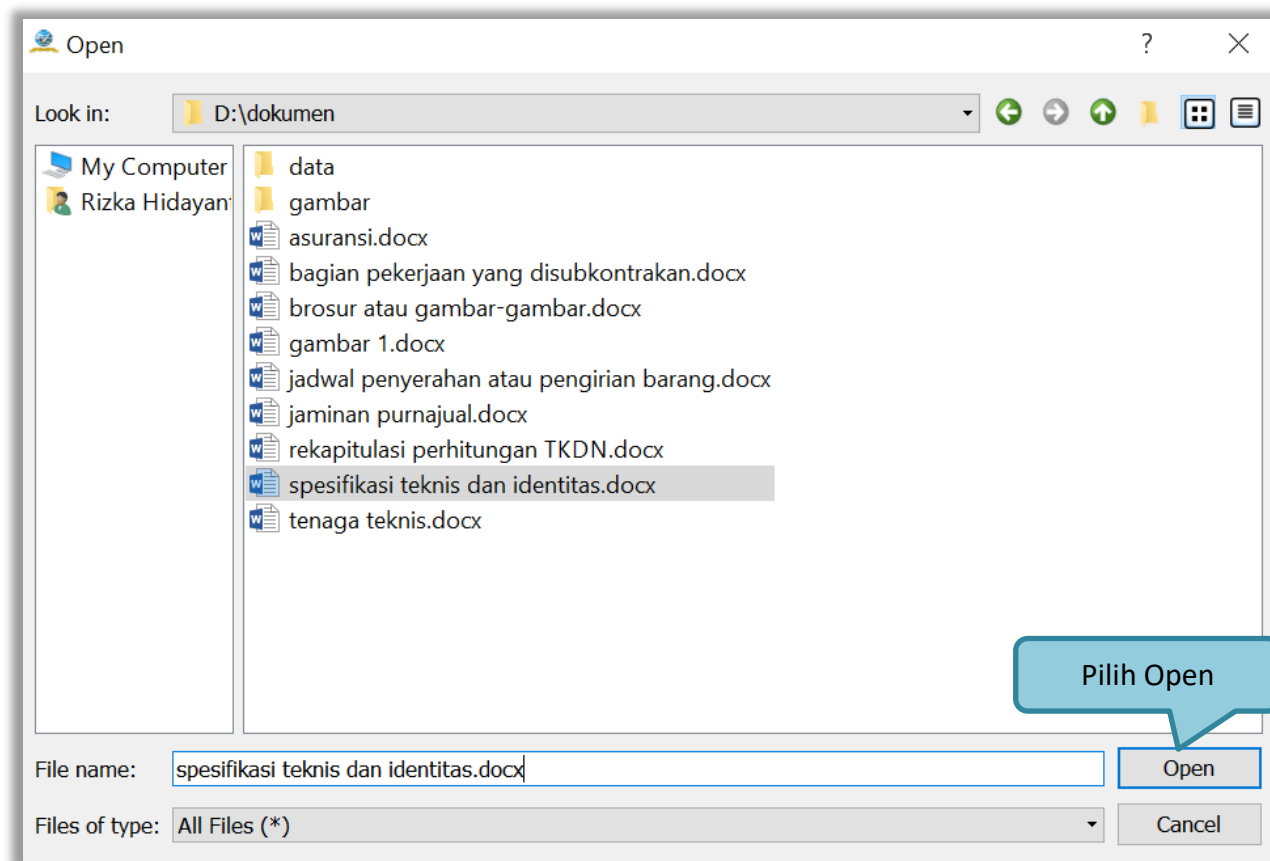 Open
?
Look in:
D:\dokumen
My Computer
Rizka Hidayan
data
gambar
asuransi.docx
bagian pekerjaan yang disubkontrakan.docx
brosur atau gambar-gambar.docx
gambar 1.docx
jadwal penyerahan atau pengirian barang.docx
jaminan purnajual.docx
rekapitulasi perhitungan TKDN.docx
spesifikasi teknis dan identitas.docx
tenaga teknis.docx
Pilih Open
File name:
spesifikasi teknis dan identitas.docx
Open
Files of type:
All Files (*)
Cancel